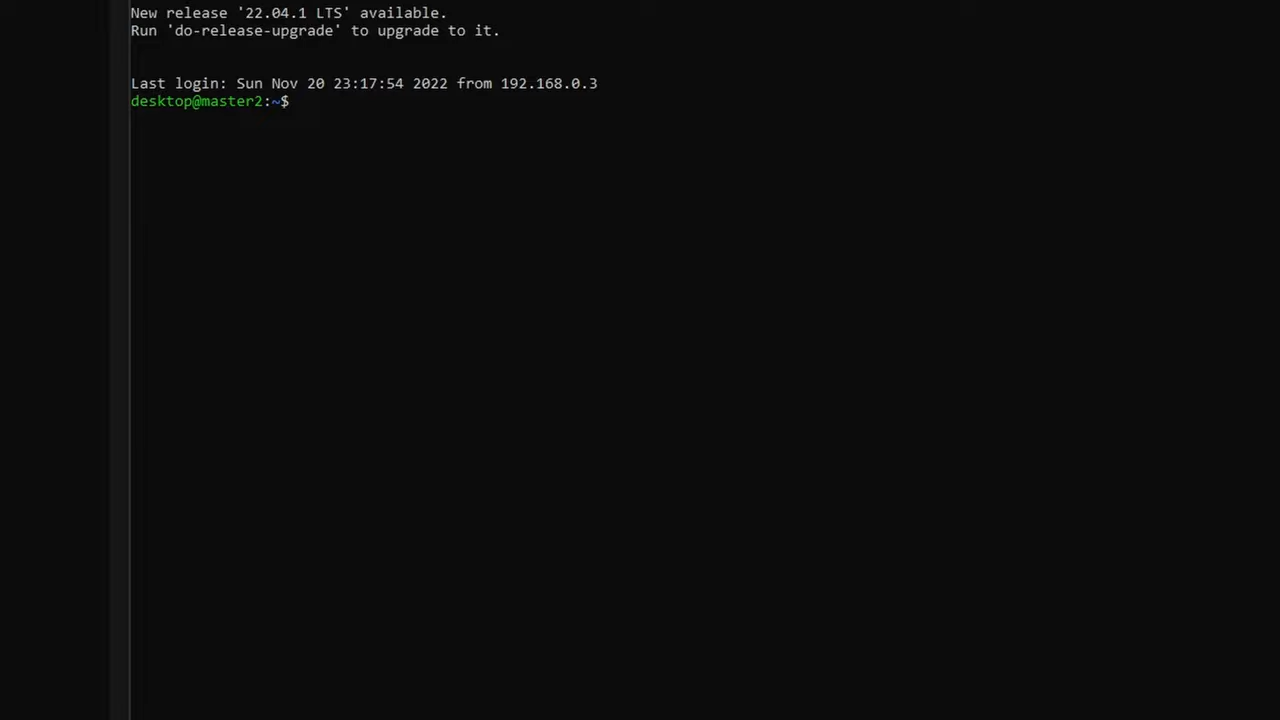 New release '22.04.1 LTS' available.
Run 'do-release-upgrade' to upgrade to it.
Last login: Sun Nov 20 23:17:54 2022 from 192.168.0.3
desktop@master2:~$